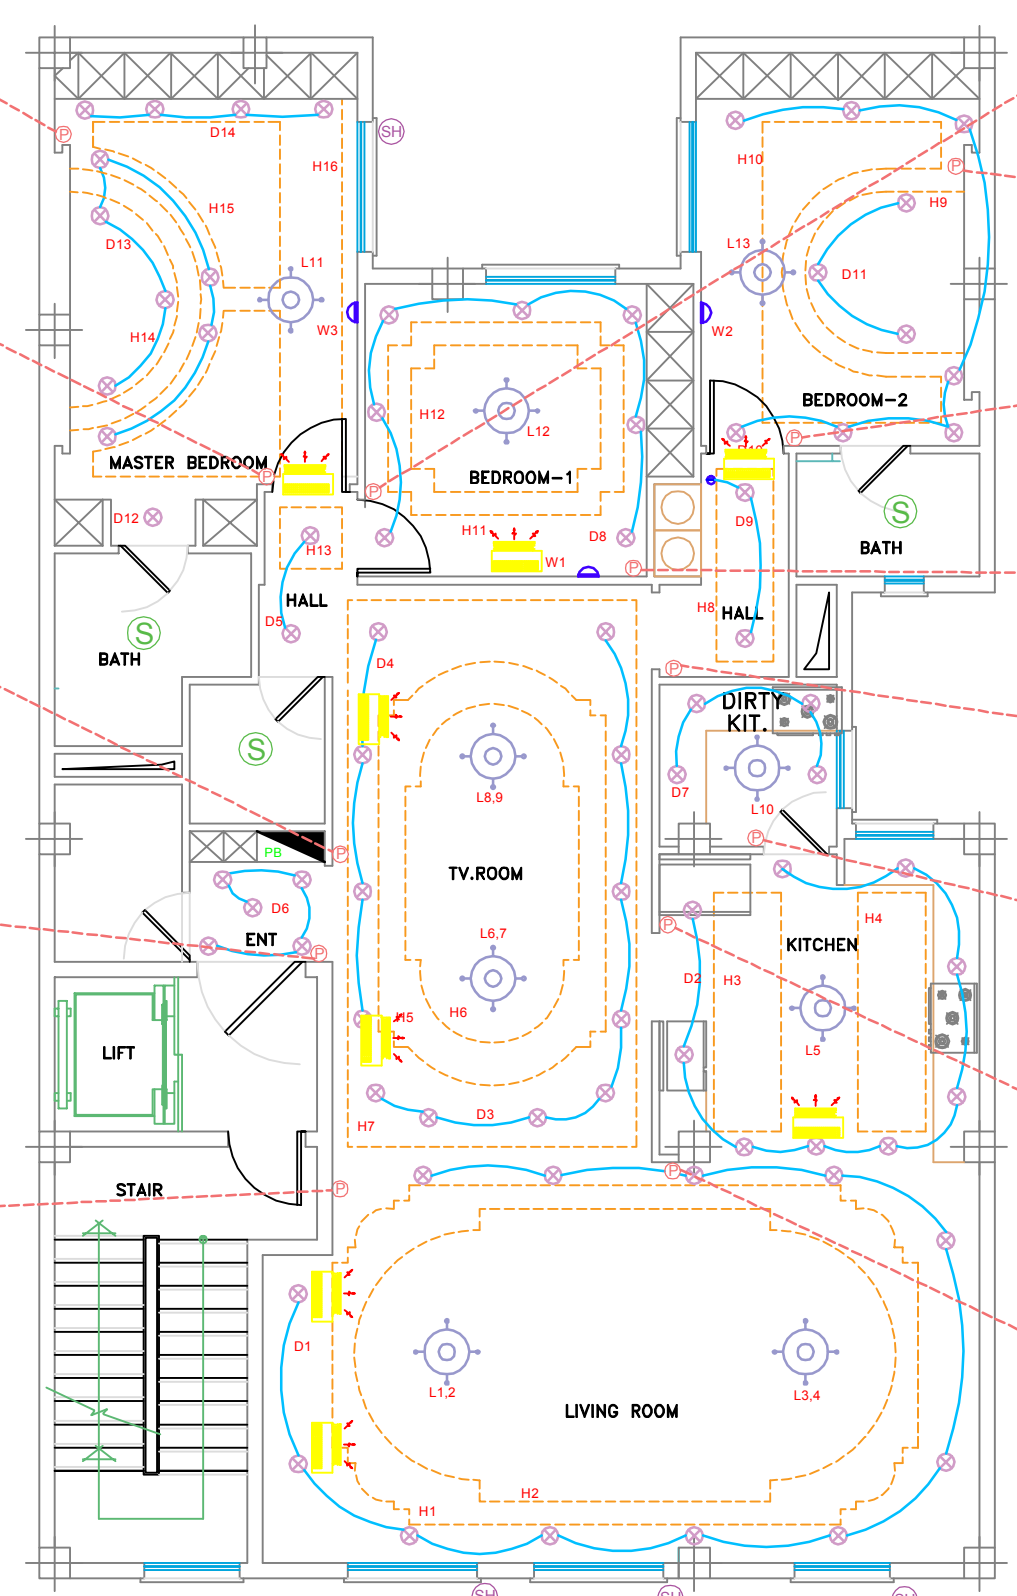 P
D14
SH
H16
H10
P
H15
H9
D13
L13
L11
D11
H14
W3
W2
BEDROOM-2
H12
L12
P
MASTER BEDROOM
P
BEDROOM-1
P
D12
D9
S
H11
D8
H13
W1
BATH
P
HALL
H8
HALL
D5
S
BATH
D4
P
DIRTY
KIT.
S
L8,9
D7
L10
PB
P
P
TV.ROOM
D6
H4
P
ENT
L6,7
KITCHEN
P
D2
H3
H6
H5
LIFT
L5
D3
H7
P
STAIR
P
D1
L1,2
L3,4
LIVING ROOM
H2
H1
SH
SH
SH